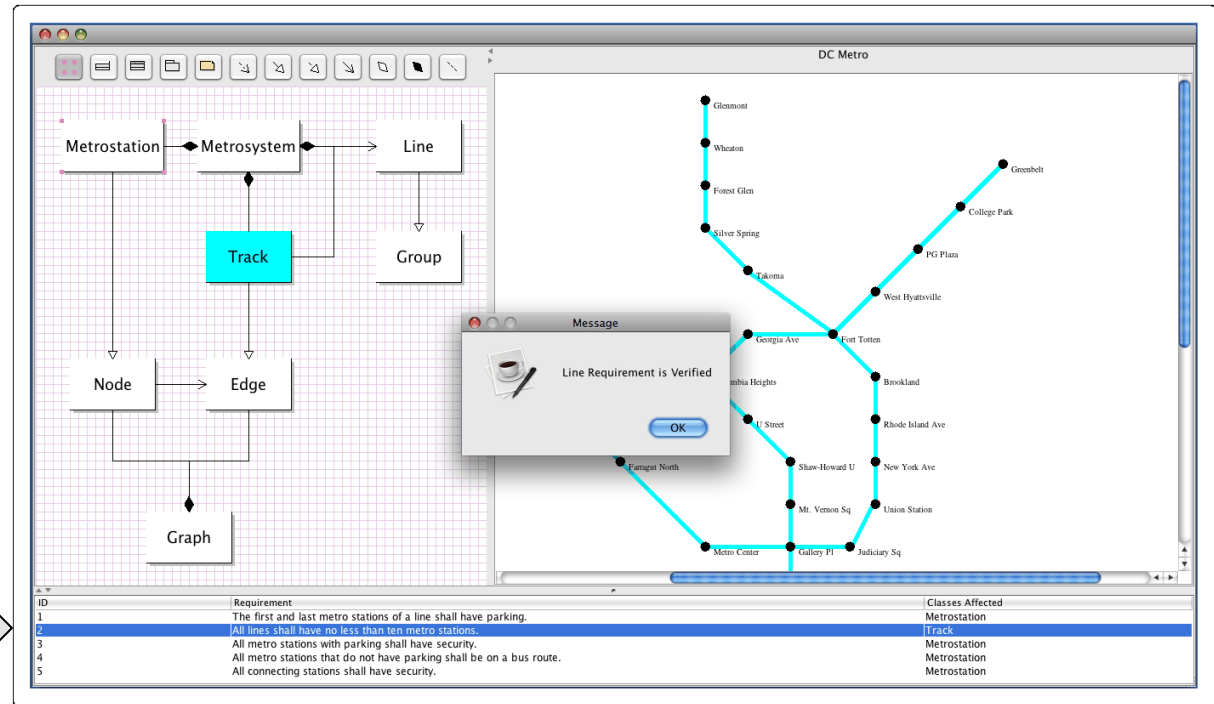 DC Metro
Metrostation
Metrosystem
Line
Track
Group
Node
Edge
Graph
Glenmont
Wheaton
Forest Glen
Silver Spring
Takoma
Greenbelt
College Park
PG Plaza
West Hyattsville
Fort Totten
Georgia Ave
Brookland
Heights
U Street
Rhode Island Ave
Farragut North
Shaw-Howard U
New York Ave
Mt. Vernon Sq
Union Station
Metro Center
Gallery Pl
Judiciary Sq
Message
Line Requirement is Verified
OK
ID Requirement Classes Affected
1 The first and last metro stations of a line shall have parking. Metrostation
2 All lines shall have no less than ten metro stations. Track
3 All metro stations with parking shall have security. Metrostation
4 All metro stations that do not have parking shall be on a bus route. Metrostation
5 All connecting stations shall have security. Metrostation